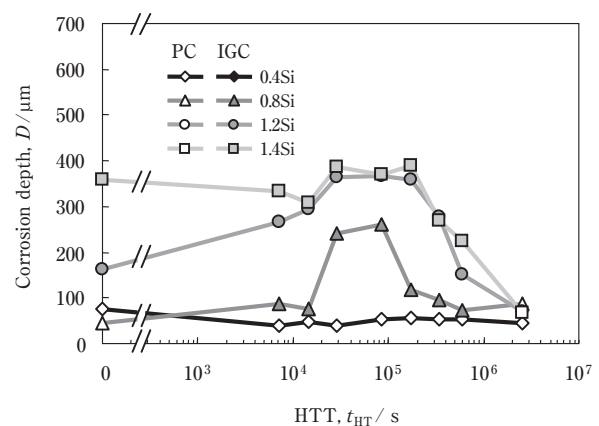 700
600
500
400
300
200
100
0
Corrosion depth, D / μm
PC IGC
0.4Si
0.8Si
1.2Si
1.4Si
0 10³ 10⁴ 10⁵ 10⁶ 10⁷
HTT, t_HT / s